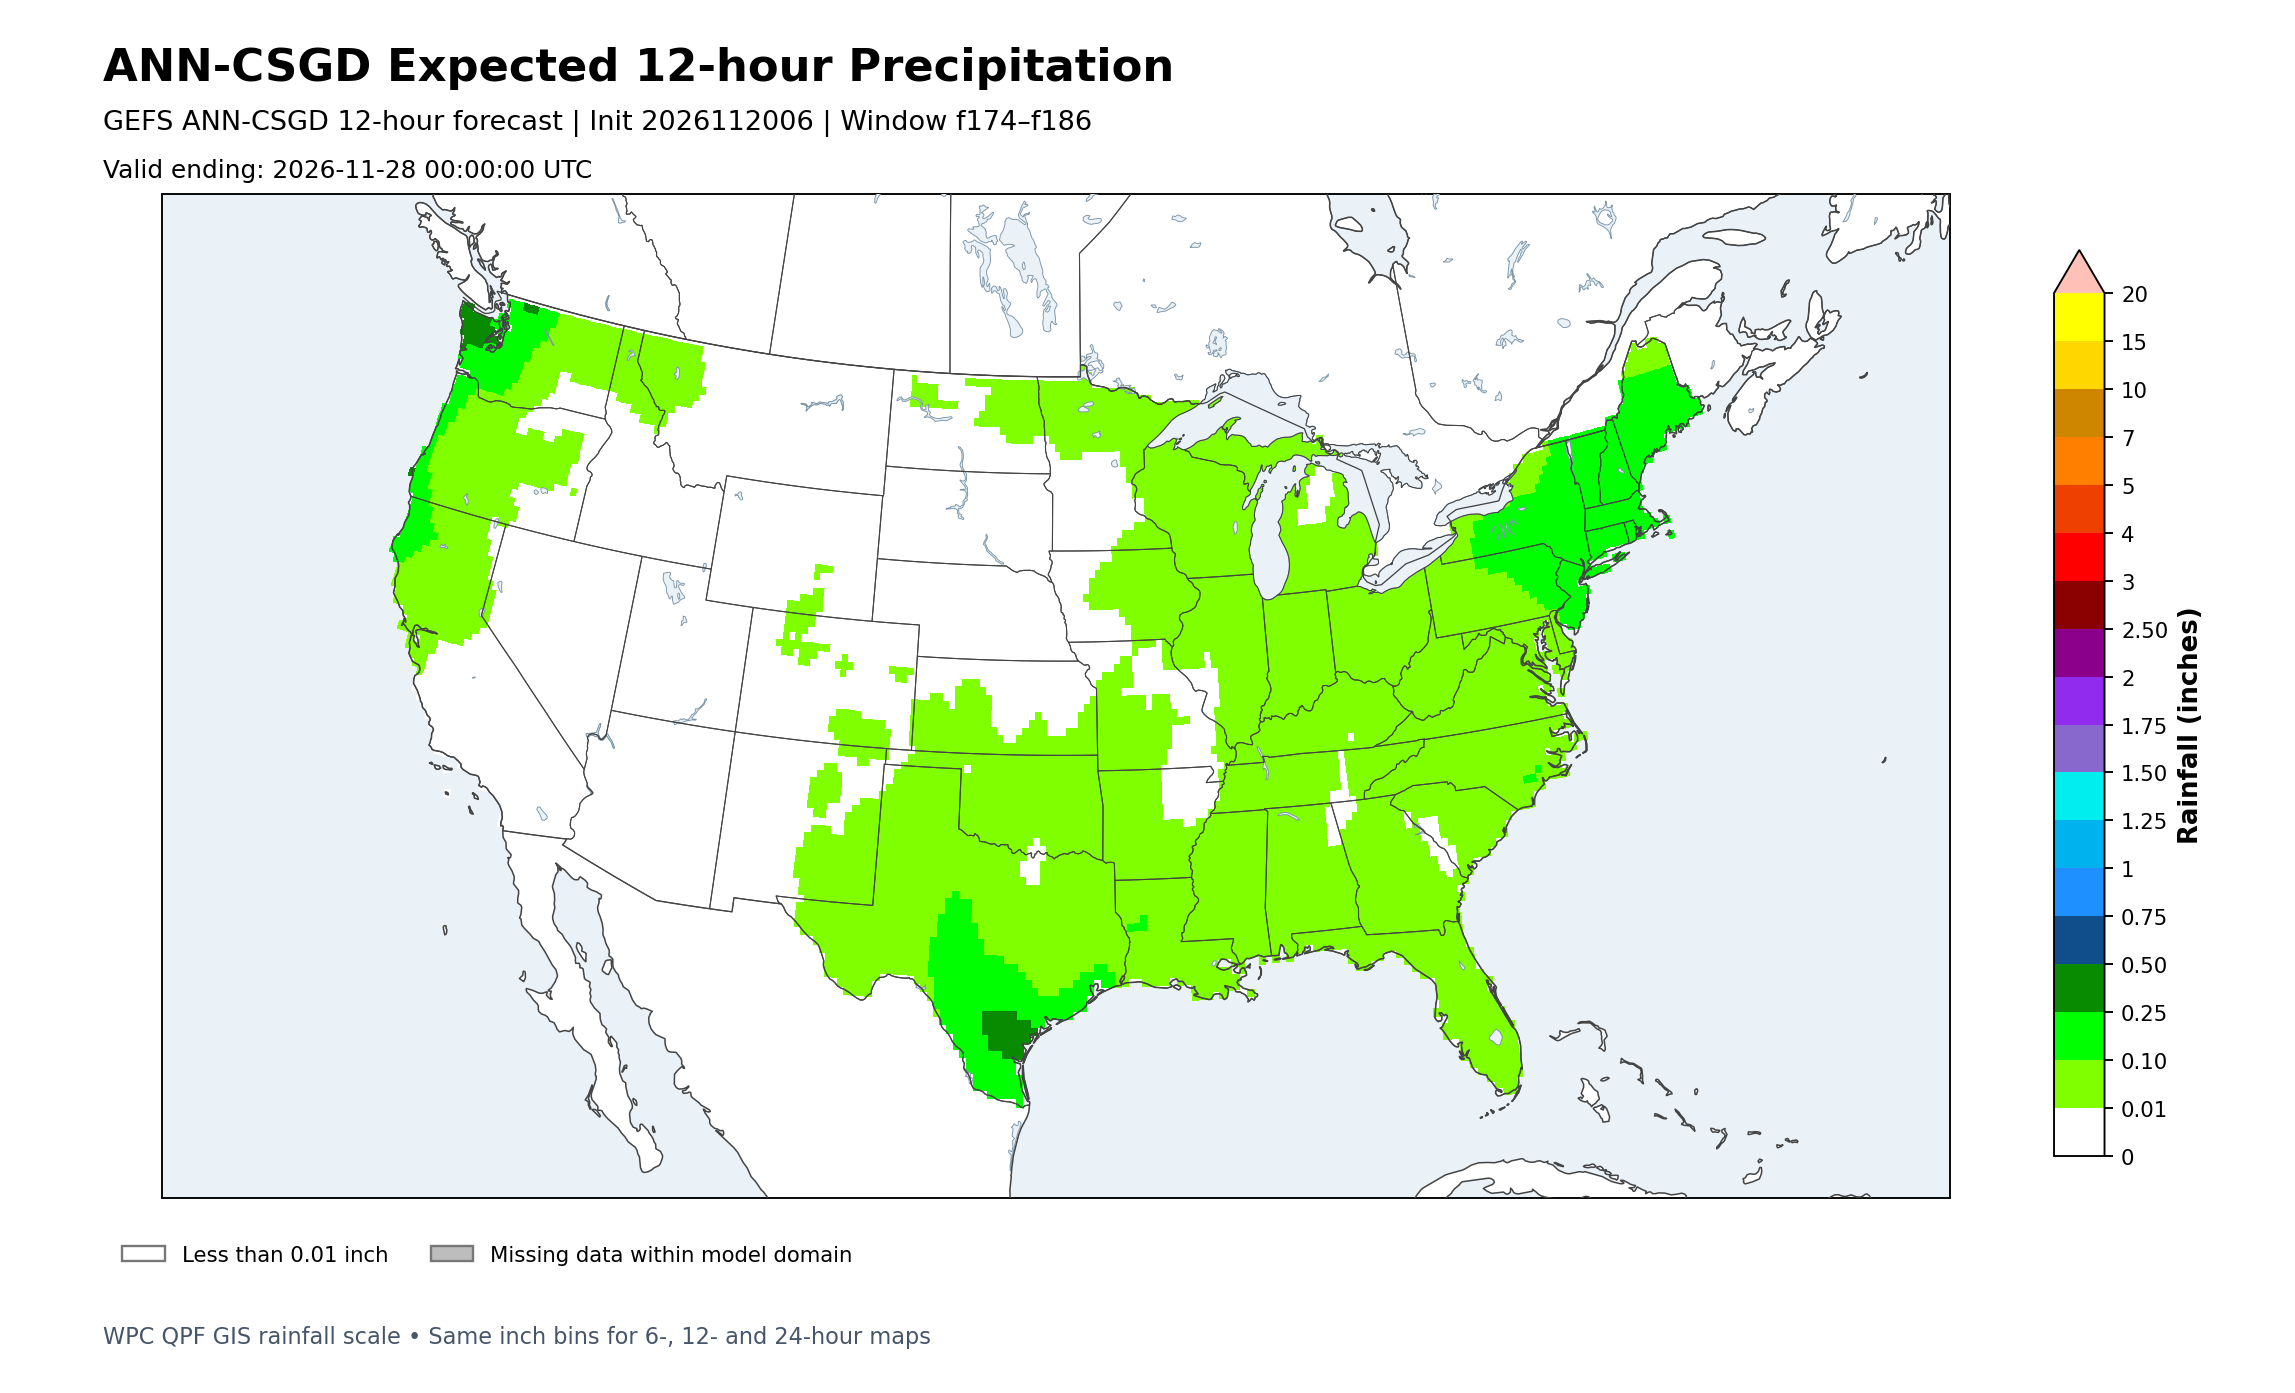 ANN-CSGD Expected 12-hour Precipitation
GEFS ANN-CSGD 12-hour forecast | Init 2026112006 | Window f174–f186
Valid ending: 2026-11-28 00:00:00 UTC
20
15
10
7
5
4
3
2.50
2
1.75
1.50
1.25
1
0.75
0.50
0.25
0.10
0.01
0
Rainfall (inches)
Less than 0.01 inch
Missing data within model domain
WPC QPF GIS rainfall scale • Same inch bins for 6-, 12- and 24-hour maps